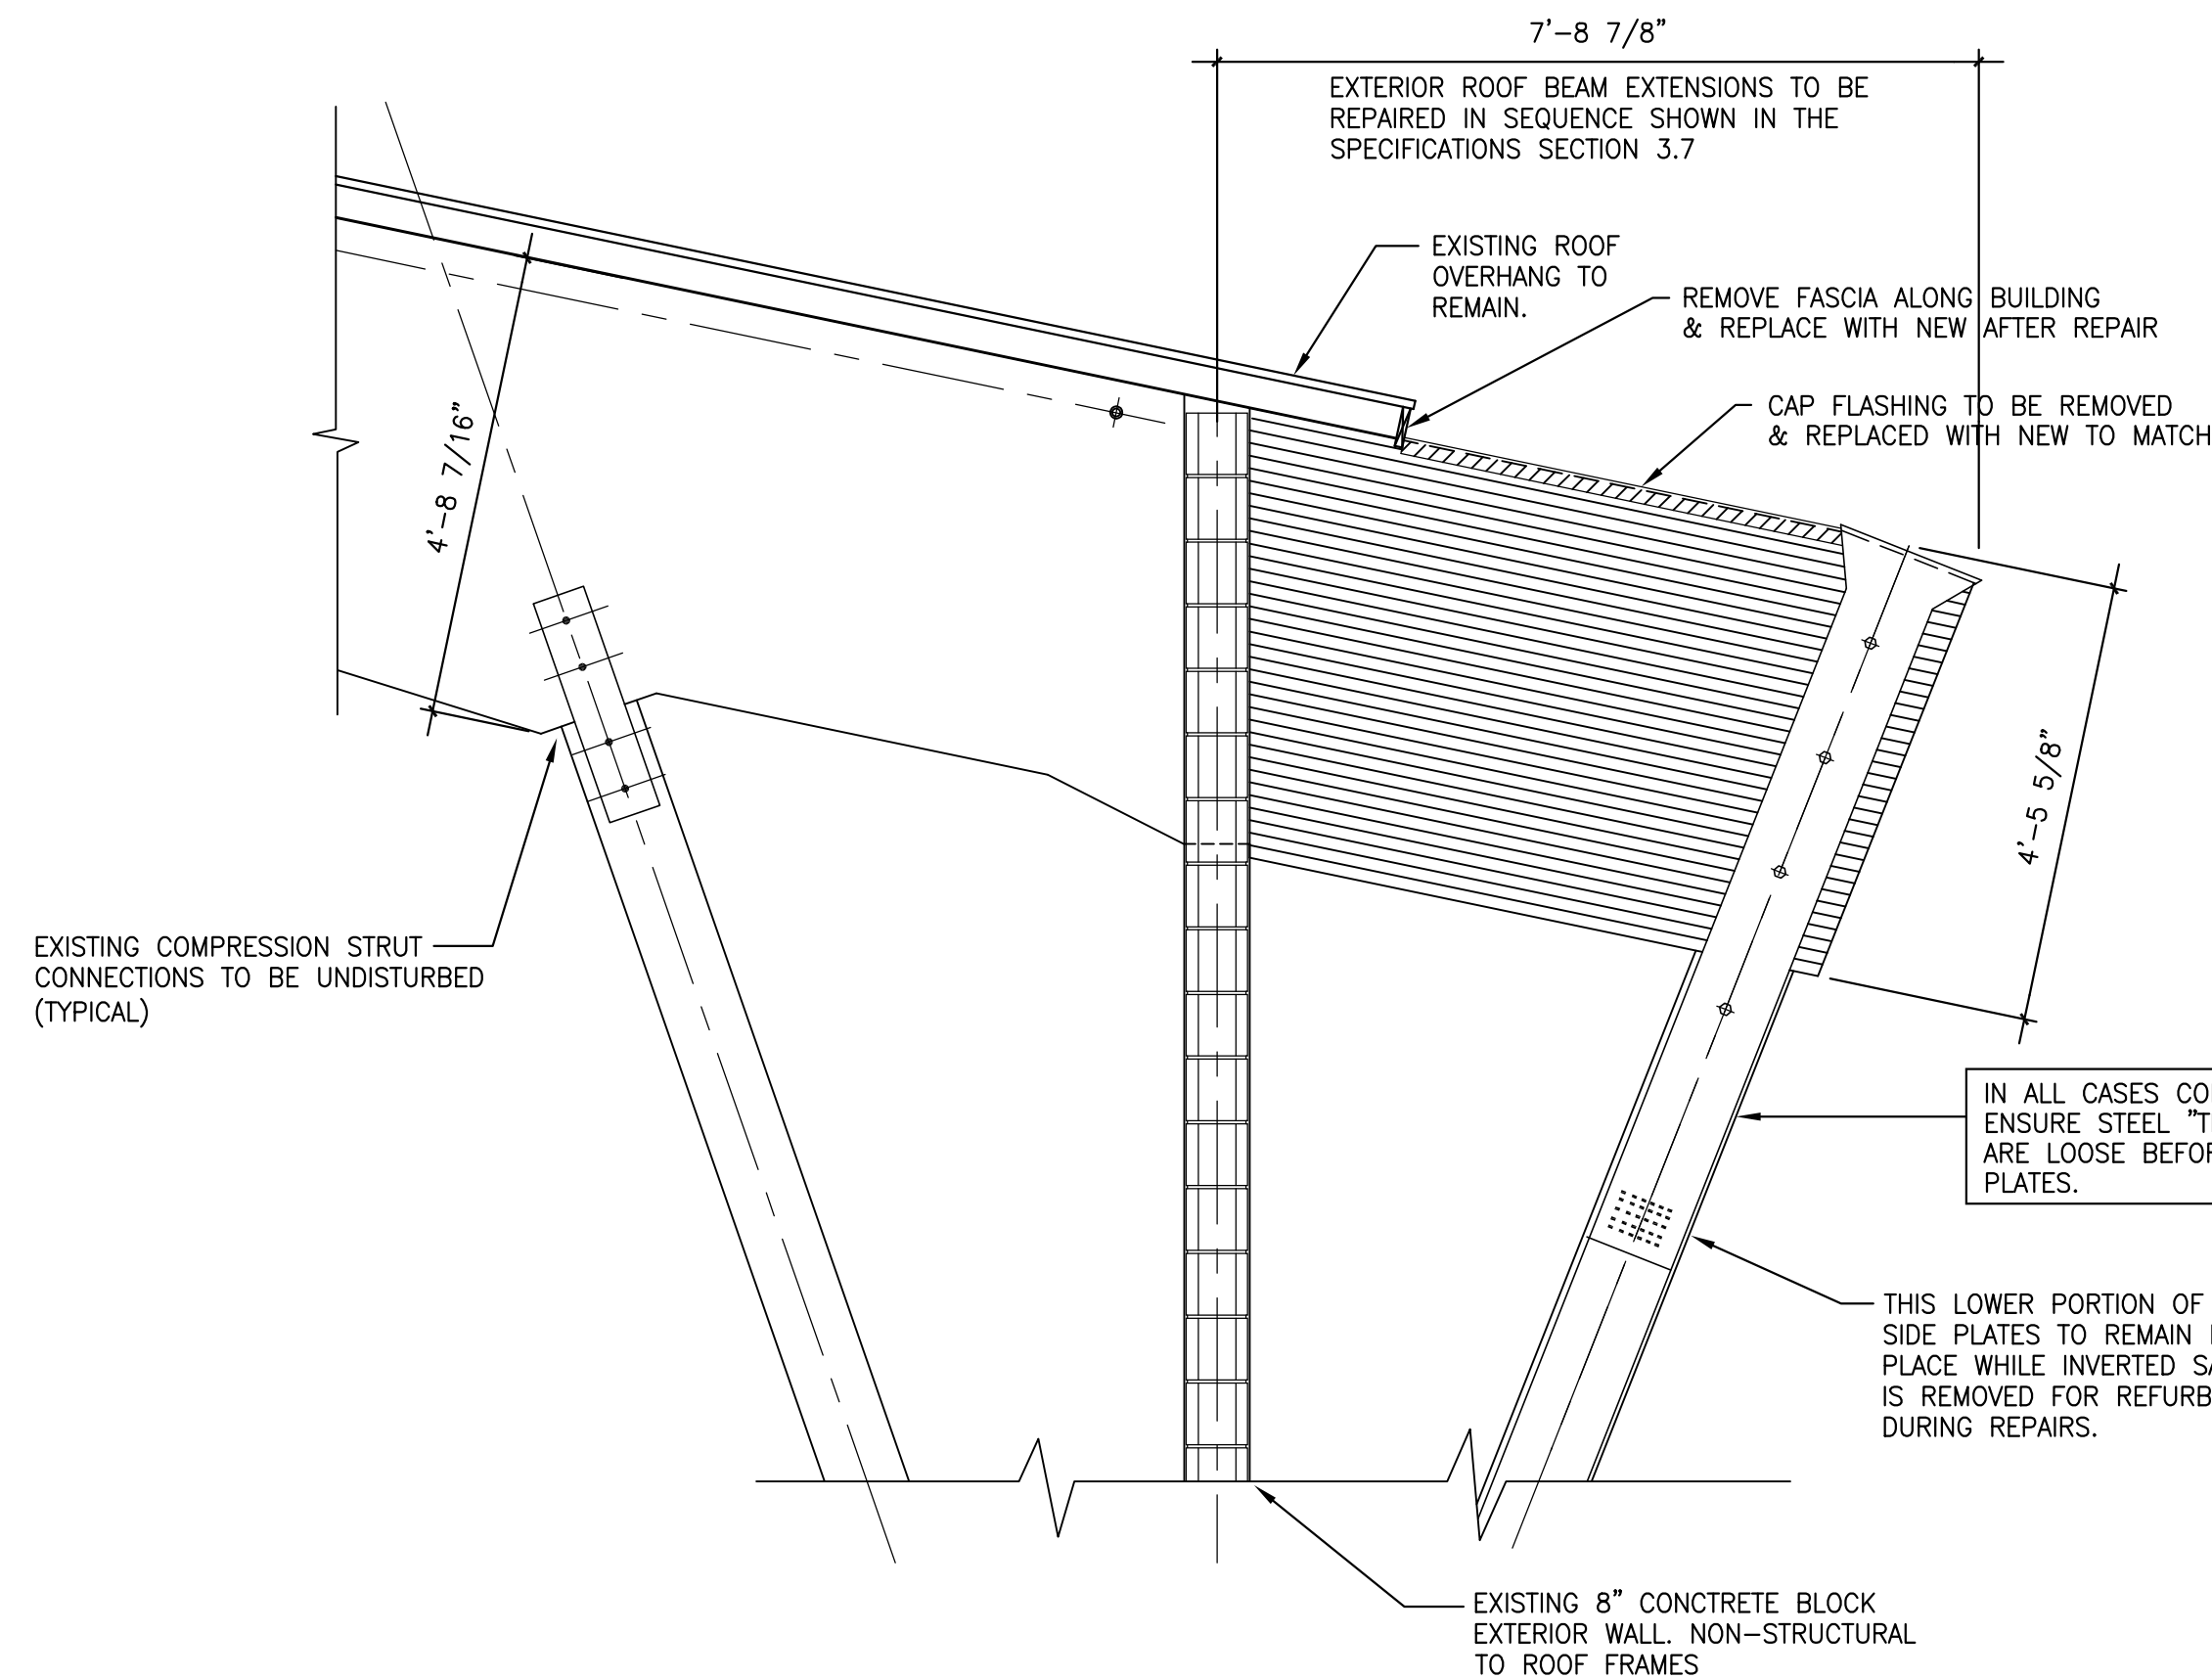 7'-8 7/8"
EXTERIOR ROOF BEAM EXTENSIONS TO BE
REPAIRED IN SEQUENCE SHOWN IN THE
SPECIFICATIONS SECTION 3.7
EXISTING ROOF
OVERHANG TO
REMAIN.
REMOVE FASCIA ALONG BUILDING
& REPLACE WITH NEW AFTER REPAIR
CAP FLASHING TO BE REMOVED
& REPLACED WITH NEW TO MATCH
4'-8 7/16"
4'-5 5/8"
EXISTING COMPRESSION STRUT
CONNECTIONS TO BE UNDISTURBED
(TYPICAL)
IN ALL CASES
ENSURE STEEL
ARE LOOSE
PLATES.
THIS LOWER PORTION OF
SIDE PLATES TO REMAIN
PLACE WHILE INVERTED
IS REMOVED FOR
DURING REPAIRS.
EXISTING 8" CONCTRETE BLOCK
EXTERIOR WALL. NON-STRUCTURAL
TO ROOF FRAMES